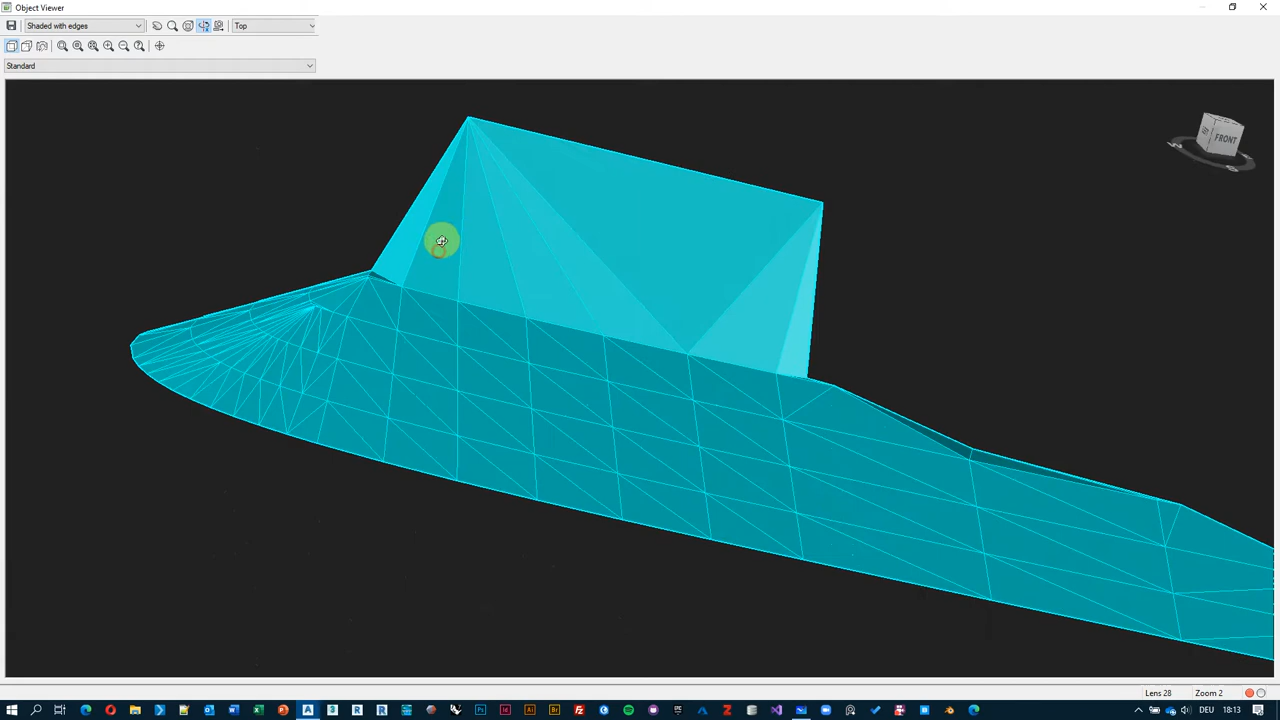 Object Viewer
Shaded with edges
Top
Standard
FRONT
Lens 28
Zoom 2
DEU
18:13